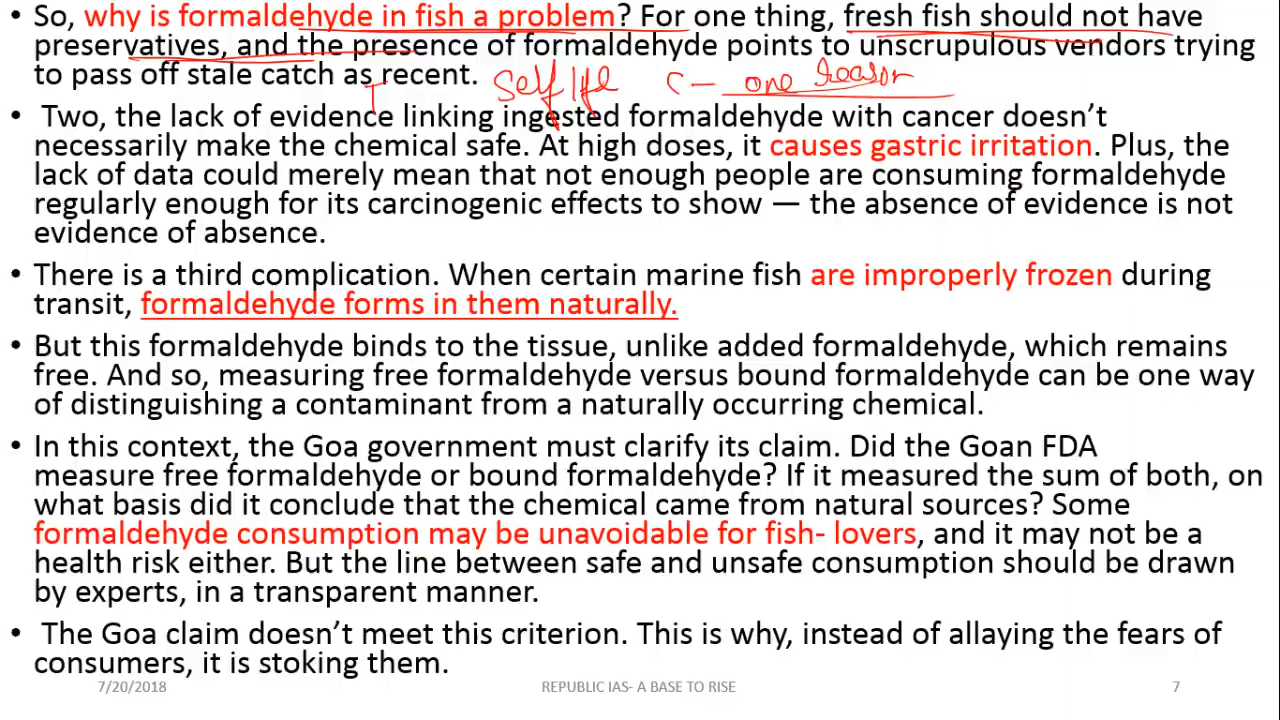 • So, why is formaldehyde in fish a problem? For one thing, fresh fish should not have
preservatives, and the presence of formaldehyde points to unscrupulous vendors trying
to pass off stale catch as recent.
Self life C – one reason
• Two, the lack of evidence linking ingested formaldehyde with cancer doesn’t
necessarily make the chemical safe. At high doses, it causes gastric irritation. Plus, the
lack of data could merely mean that not enough people are consuming formaldehyde
regularly enough for its carcinogenic effects to show — the absence of evidence is not
evidence of absence.
• There is a third complication. When certain marine fish are improperly frozen during
transit, formaldehyde forms in them naturally.
• But this formaldehyde binds to the tissue, unlike added formaldehyde, which remains
free. And so, measuring free formaldehyde versus bound formaldehyde can be one way
of distinguishing a contaminant from a naturally occurring chemical.
• In this context, the Goa government must clarify its claim. Did the Goan FDA
measure free formaldehyde or bound formaldehyde? If it measured the sum of both, on
what basis did it conclude that the chemical came from natural sources? Some
formaldehyde consumption may be unavoidable for fish- lovers, and it may not be a
health risk either. But the line between safe and unsafe consumption should be drawn
by experts, in a transparent manner.
• The Goa claim doesn’t meet this criterion. This is why, instead of allaying the fears of
consumers, it is stoking them.
7/20/2018 REPUBLIC IAS- A BASE TO RISE 7